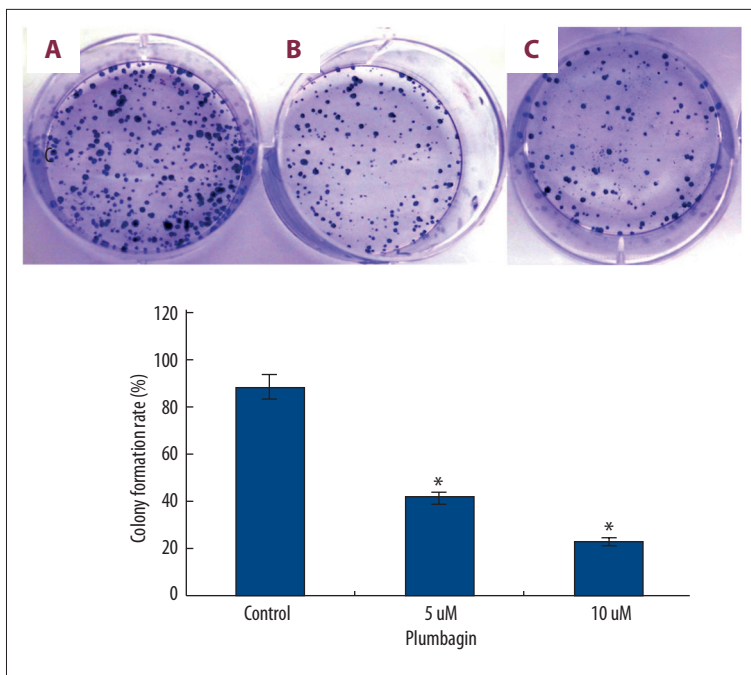 A
B
C
C
120
100
80
60
40
20
0
Colony formation rate (%)
*
*
Control
5 uM
10 uM
Plumbagin